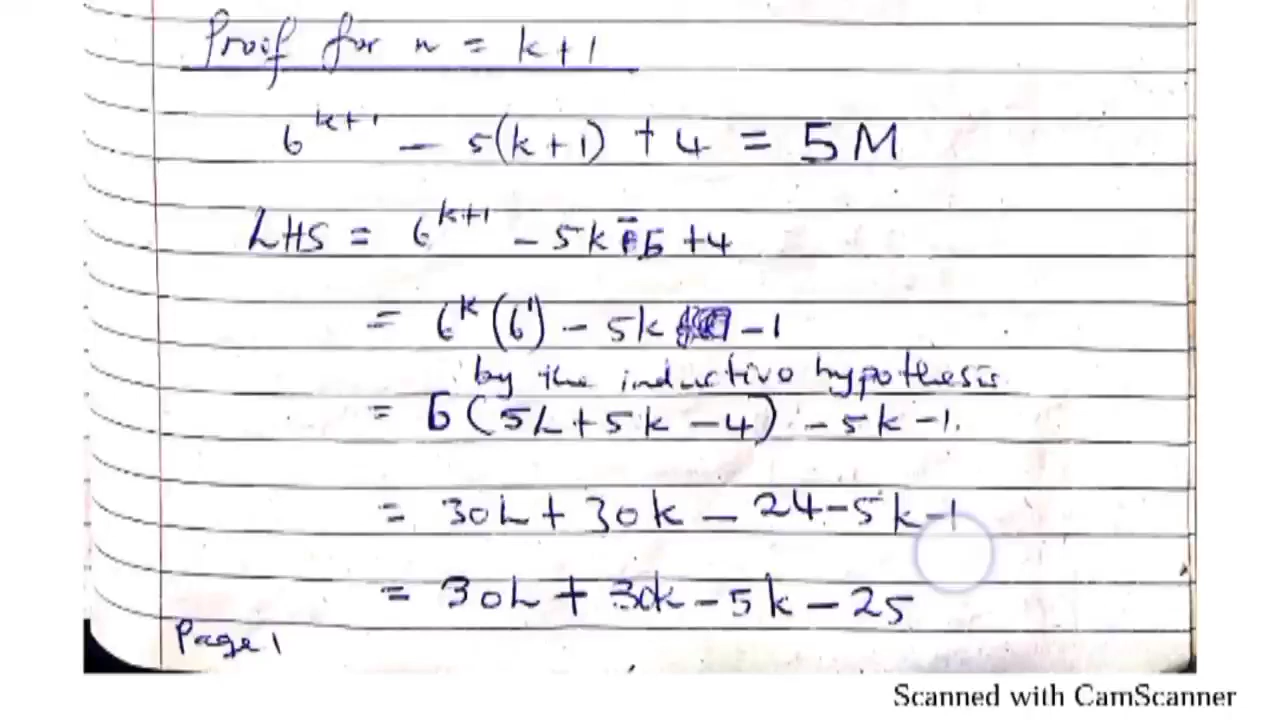 Proof for n = k+1
6^{k+1} - 5(k+1) + 4 = 5M
LHS = 6^{k+1} - 5k - 5 + 4
= 6^k (6^1) - 5k - 1
by the inductive hypothesis
= 6(5L + 5k - 4) - 5k - 1.
= 30L + 30k - 24 - 5k - 1
= 30L + 30k - 5k - 25
Page 1
Scanned with CamScanner